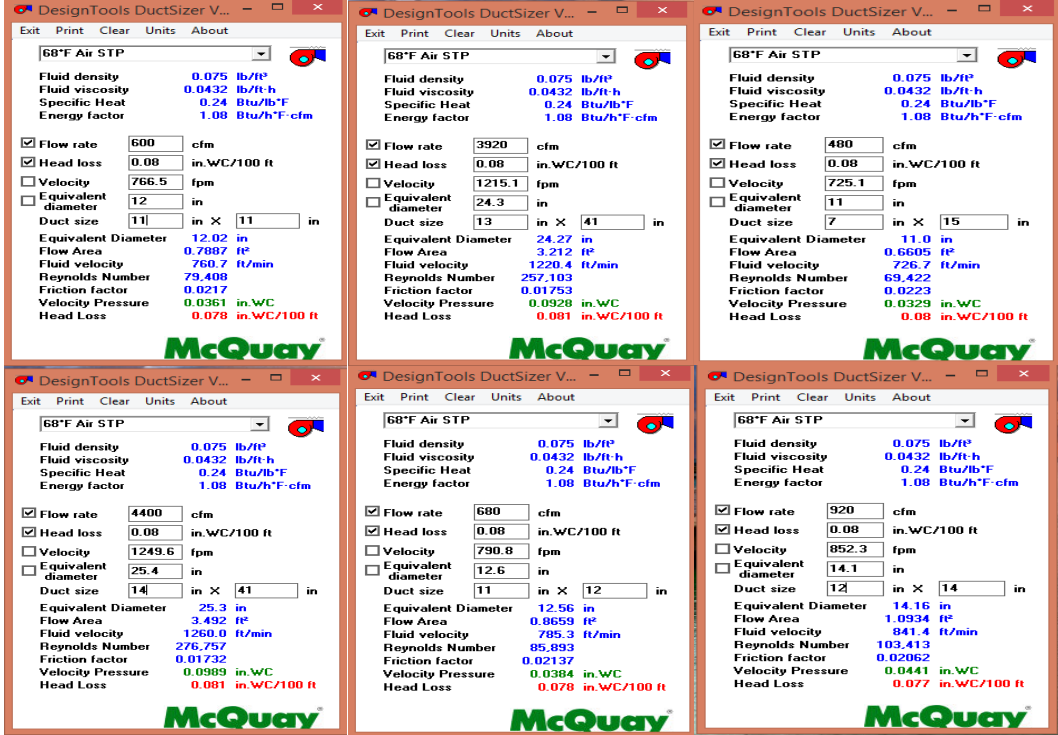 DesignTools DuctSizer V...
Exit Print Clear Units About
68°F Air STP
Fluid density 0.075 lb/ft³
Fluid viscosity 0.0432 lb/ft·h
Specific Heat 0.24 Btu/lb°F
Energy factor 1.08 Btu/h°F·cfm
Flow rate 600 cfm
Head loss 0.08 in.WC/100 ft
Velocity 766.5 fpm
Equivalent diameter 12 in
Duct size 11 in X 11 in
Equivalent Diameter 12.02 in
Flow Area 0.7887 ft²
Fluid velocity 760.7 ft/min
Reynolds Number 79,408
Friction factor 0.0217
Velocity Pressure 0.0361 in.WC
Head Loss 0.078 in.WC/100 ft
McQuay
DesignTools DuctSizer V...
Exit Print Clear Units About
68°F Air STP
Fluid density 0.075 lb/ft³
Fluid viscosity 0.0432 lb/ft·h
Specific Heat 0.24 Btu/lb°F
Energy factor 1.08 Btu/h°F·cfm
Flow rate 3920 cfm
Head loss 0.08 in.WC/100 ft
Velocity 1215.1 fpm
Equivalent diameter 24.3 in
Duct size 13 in X 41 in
Equivalent Diameter 24.27 in
Flow Area 3.212 ft²
Fluid velocity 1220.4 ft/min
Reynolds Number 257,103
Friction factor 0.01753
Velocity Pressure 0.0928 in.WC
Head Loss 0.081 in.WC/100 ft
McQuay
DesignTools DuctSizer V...
Exit Print Clear Units About
68°F Air STP
Fluid density 0.075 lb/ft³
Fluid viscosity 0.0432 lb/ft·h
Specific Heat 0.24 Btu/lb°F
Energy factor 1.08 Btu/h°F·cfm
Flow rate 480 cfm
Head loss 0.08 in.WC/100 ft
Velocity 725.1 fpm
Equivalent diameter 11 in
Duct size 7 in X 15 in
Equivalent Diameter 11.0 in
Flow Area 0.6605 ft²
Fluid velocity 726.7 ft/min
Reynolds Number 69,422
Friction factor 0.0223
Velocity Pressure 0.0329 in.WC
Head Loss 0.08 in.WC/100 ft
McQuay
DesignTools DuctSizer V...
Exit Print Clear Units About
68°F Air STP
Fluid density 0.075 lb/ft³
Fluid viscosity 0.0432 lb/ft·h
Specific Heat 0.24 Btu/lb°F
Energy factor 1.08 Btu/h°F·cfm
Flow rate 4400 cfm
Head loss 0.08 in.WC/100 ft
Velocity 1249.6 fpm
Equivalent diameter 25.4 in
Duct size 14 in X 41 in
Equivalent Diameter 25.3 in
Flow Area 3.492 ft²
Fluid velocity 1260.0 ft/min
Reynolds Number 276,757
Friction factor 0.01732
Velocity Pressure 0.0989 in.WC
Head Loss 0.081 in.WC/100 ft
McQuay
DesignTools DuctSizer V...
Exit Print Clear Units About
68°F Air STP
Fluid density 0.075 lb/ft³
Fluid viscosity 0.0432 lb/ft·h
Specific Heat 0.24 Btu/lb°F
Energy factor 1.08 Btu/h°F·cfm
Flow rate 680 cfm
Head loss 0.08 in.WC/100 ft
Velocity 790.8 fpm
Equivalent diameter 12.6 in
Duct size 11 in X 12 in
Equivalent Diameter 12.56 in
Flow Area 0.8659 ft²
Fluid velocity 785.3 ft/min
Reynolds Number 85,893
Friction factor 0.02137
Velocity Pressure 0.0384 in.WC
Head Loss 0.078 in.WC/100 ft
McQuay
DesignTools DuctSizer V...
Exit Print Clear Units About
68°F Air STP
Fluid density 0.075 lb/ft³
Fluid viscosity 0.0432 lb/ft·h
Specific Heat 0.24 Btu/lb°F
Energy factor 1.08 Btu/h°F·cfm
Flow rate 920 cfm
Head loss 0.08 in.WC/100 ft
Velocity 852.3 fpm
Equivalent diameter 14.1 in
Duct size 12 in X 14 in
Equivalent Diameter 14.16 in
Flow Area 1.0934 ft²
Fluid velocity 841.4 ft/min
Reynolds Number 103,413
Friction factor 0.02062
Velocity Pressure 0.0441 in.WC
Head Loss 0.077 in.WC/100 ft
McQuay